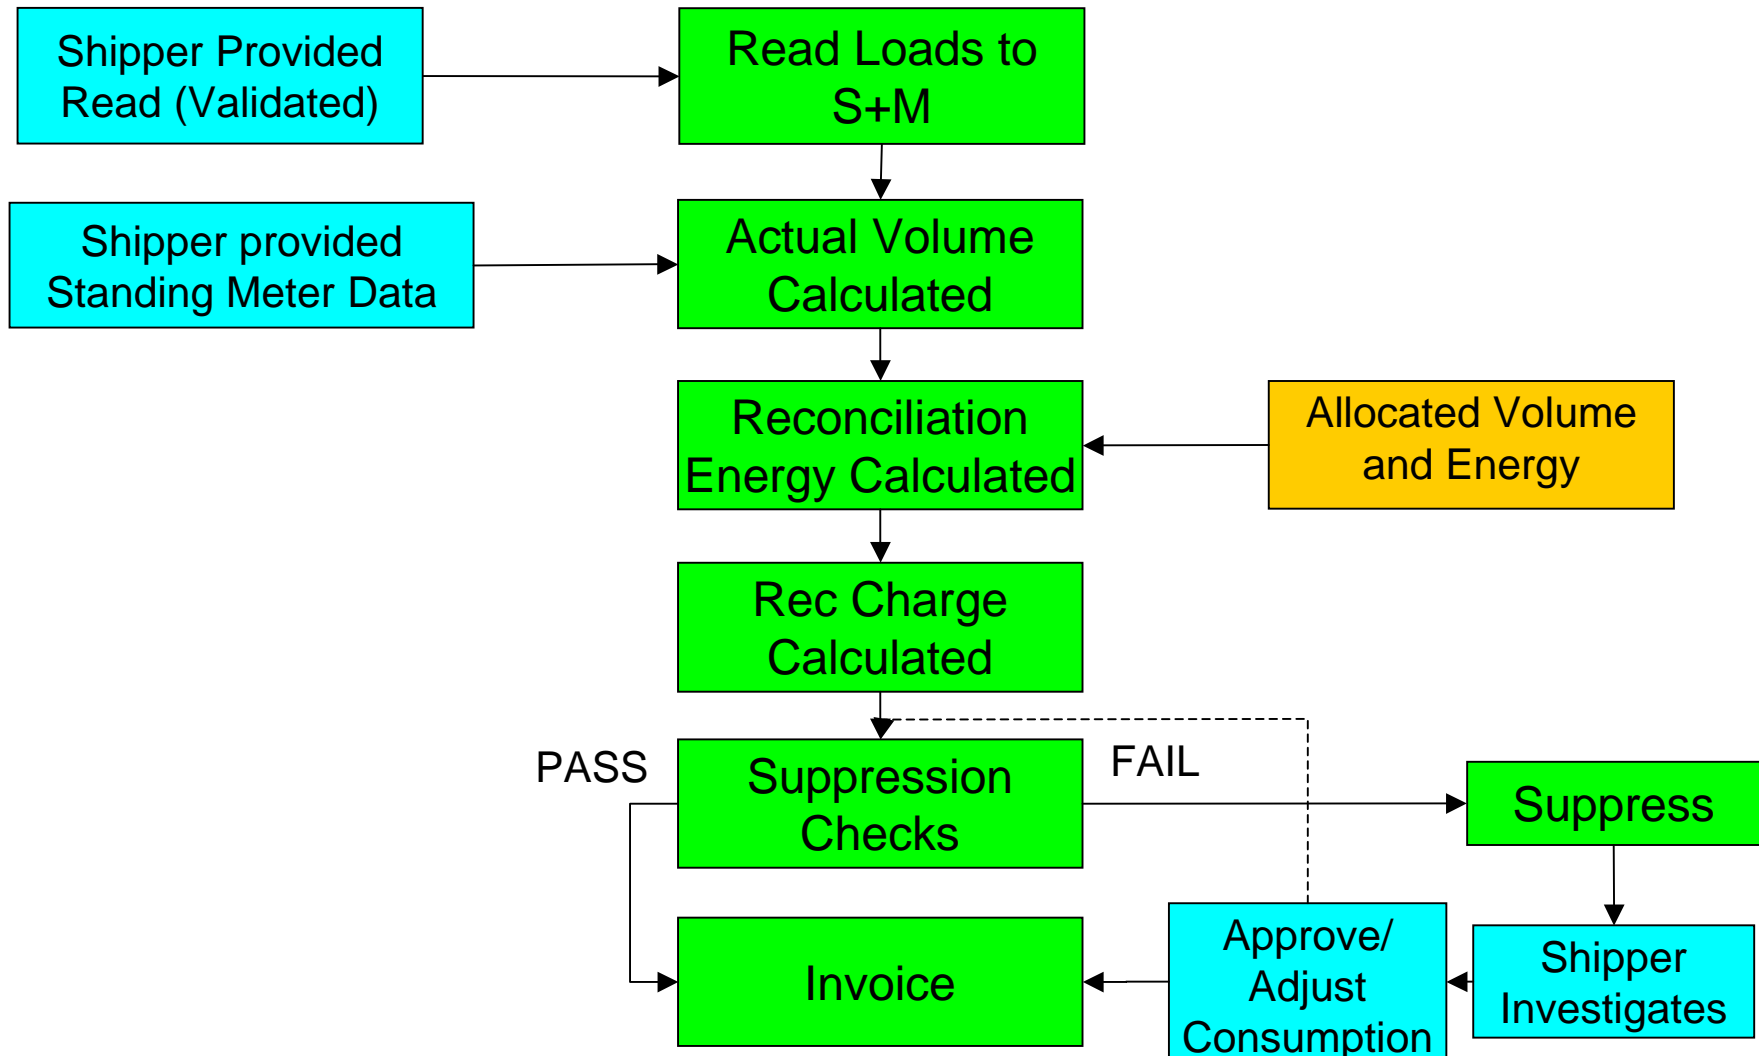 Shipper Provided
Read (Validated)
Read Loads to
S+M
Shipper provided
Standing Meter Data
Actual Volume
Calculated
Reconciliation
Energy Calculated
Allocated Volume
and Energy
Rec Charge
Calculated
PASS
Suppression
Checks
FAIL
Suppress
Invoice
Approve/
Adjust
Consumption
Shipper
Investigates